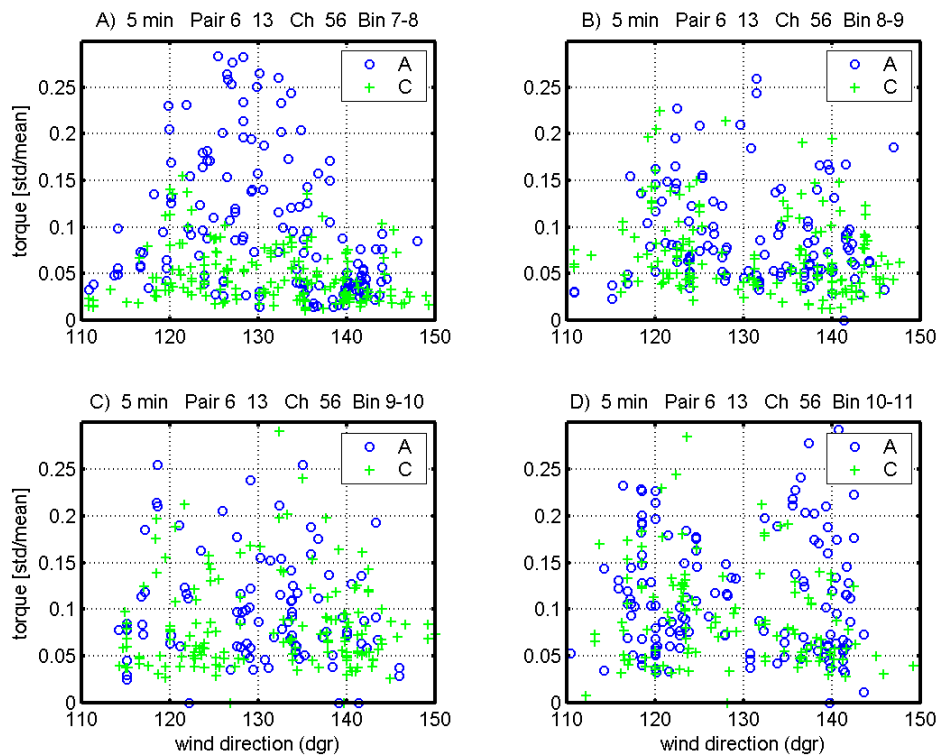 A) 5 min Pair 6 13 Ch 56 Bin 7-8
B) 5 min Pair 6 13 Ch 56 Bin 8-9
torque [std/mean]
0.25
0.2
0.15
0.1
0.05
0
110 120 130 140 150
A
C
0.25
0.2
0.15
0.1
0.05
0
110 120 130 140 150
A
C
C) 5 min Pair 6 13 Ch 56 Bin 9-10
D) 5 min Pair 6 13 Ch 56 Bin 10-11
torque [std/mean]
0.25
0.2
0.15
0.1
0.05
0
110 120 130 140 150
wind direction (dgr)
A
C
0.25
0.2
0.15
0.1
0.05
0
110 120 130 140 150
wind direction (dgr)
A
C